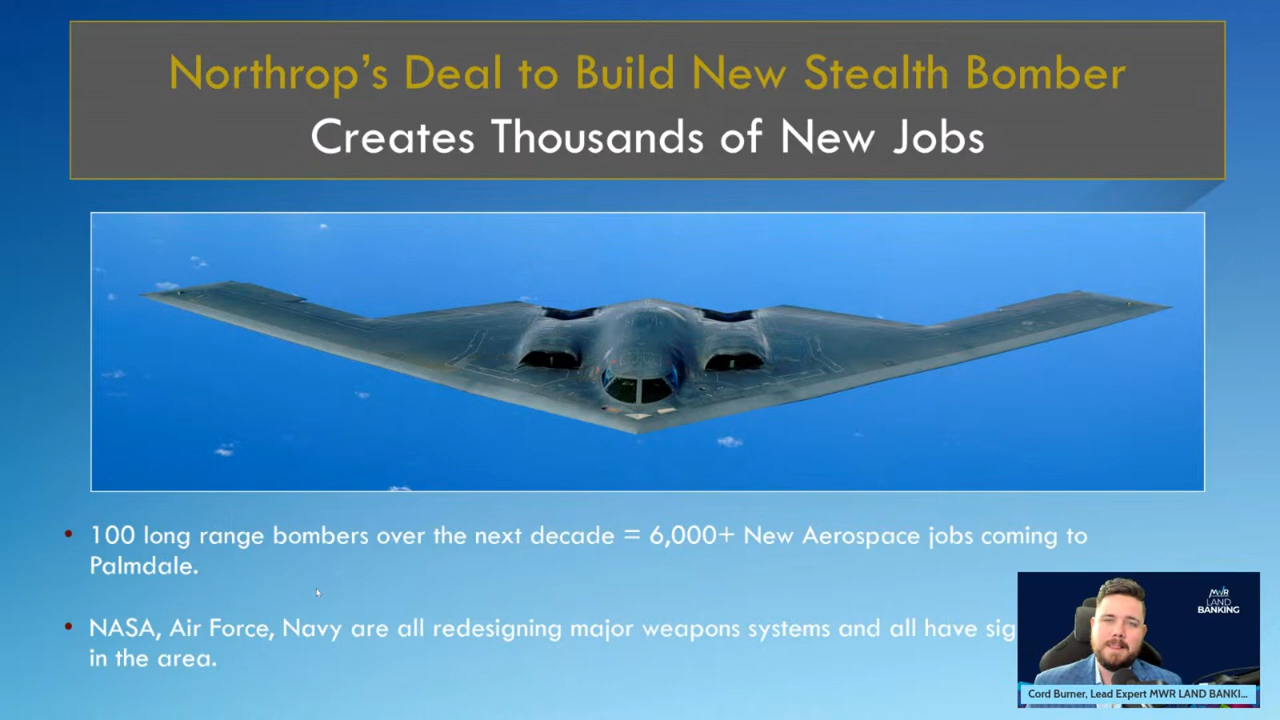 Northrop's Deal to Build New Stealth Bomber
Creates Thousands of New Jobs
• 100 long range bombers over the next decade = 6,000+ New Aerospace jobs coming to
Palmdale.
• NASA, Air Force, Navy are all redesigning major weapons systems and all have sig
in the area.
MWR
LAND
BANKING
Cord Burner, Lead Expert MWR LAND BANKI...